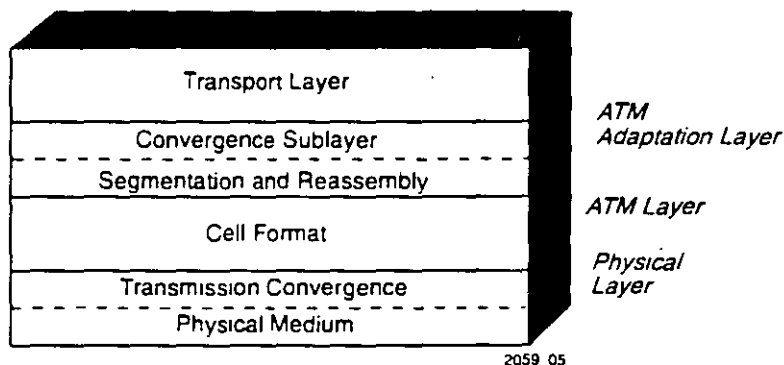 Transport Layer
Convergence Sublayer
Segmentation and Reassembly
Cell Format
Transmission Convergence
Physical Medium
ATM
Adaptation Layer
ATM Layer
Physical
Layer
2059 05